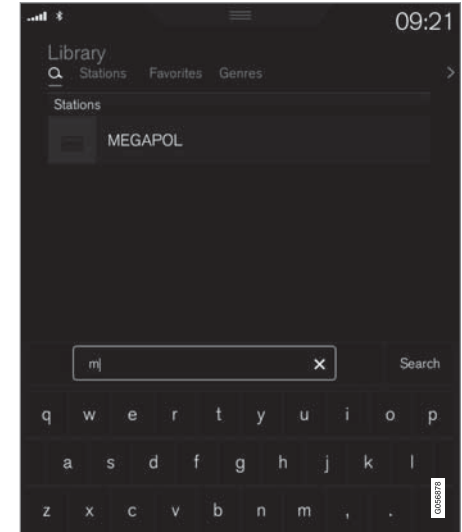 09:21
Library
Stations Favorites Genres >
Stations
MEGAPOL
m
Search
q w e r t y u i o p
a s d f g h j k l
z x c v b n m , .
G056878